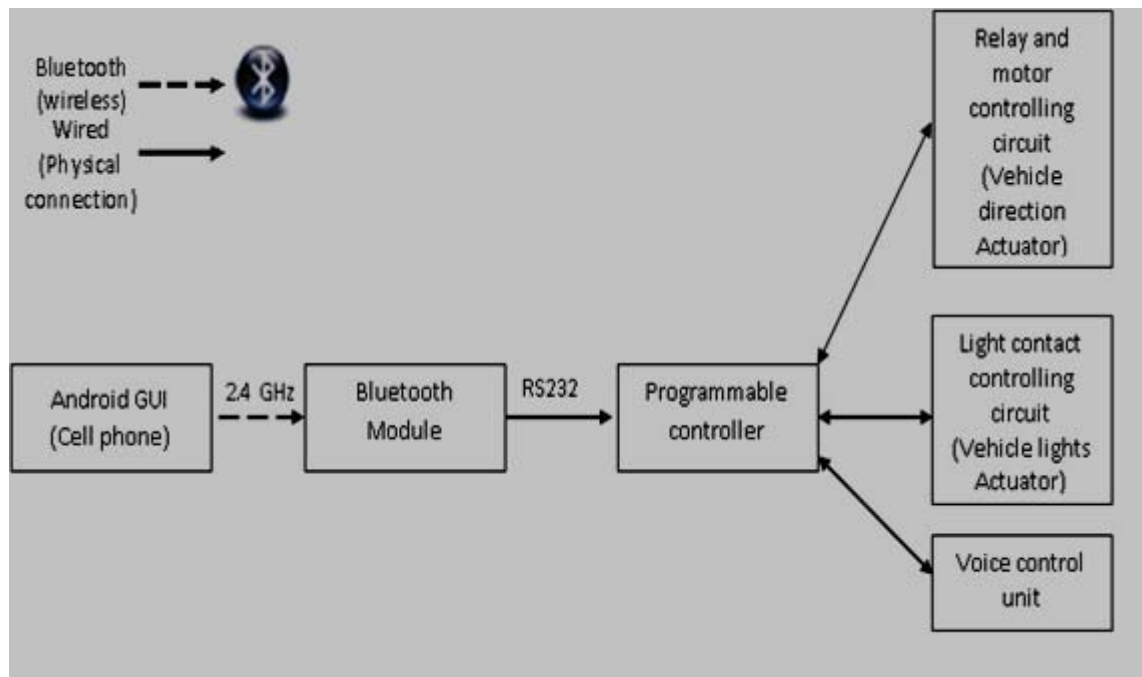 Bluetooth
(wireless)
Wired
(Physical
connection)
Relay and
motor
controlling
circuit
(Vehicle
direction
Actuator)
Android GUI
(Cell phone)
2.4 GHz
Bluetooth
Module
RS232
Programmable
controller
Light contact
controlling
circuit
(Vehicle lights
Actuator)
Voice control
unit